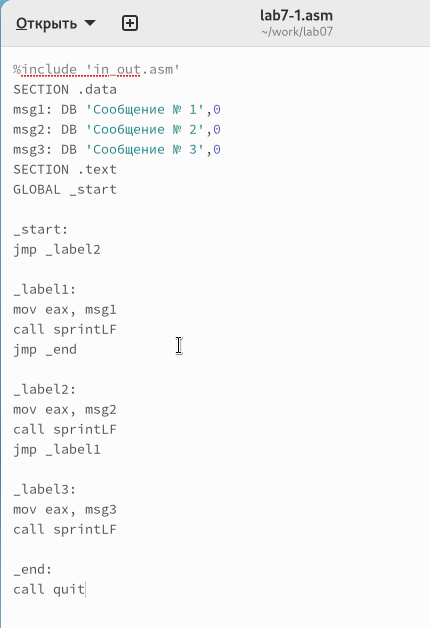 Открыть
lab7-1.asm
~/work/lab07
%include 'in_out.asm'
SECTION .data
msg1: DB 'Сообщение № 1',0
msg2: DB 'Сообщение № 2',0
msg3: DB 'Сообщение № 3',0
SECTION .text
GLOBAL _start
_start:
jmp _label2
_label1:
mov eax, msg1
call sprintLF
jmp _end
_label2:
mov eax, msg2
call sprintLF
jmp _label1
_label3:
mov eax, msg3
call sprintLF
_end:
call quit